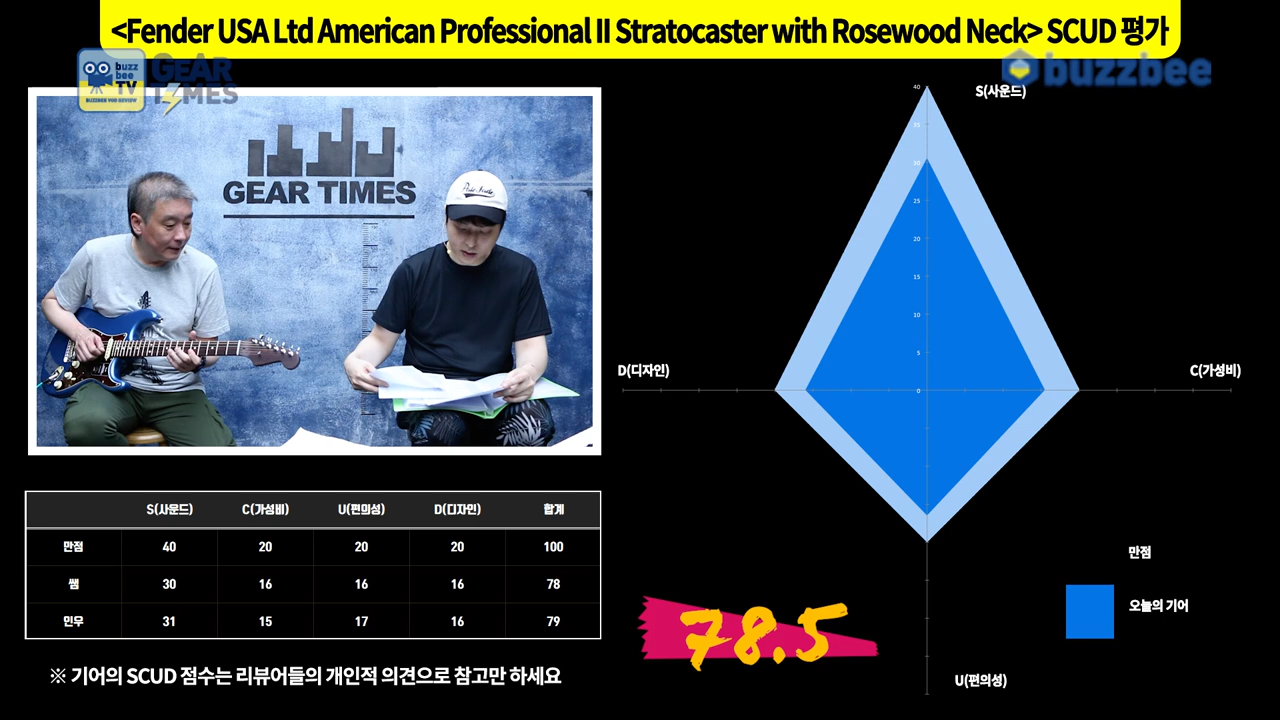 <Fender USA Ltd American Professional II Stratocaster with Rosewood Neck> SCUD 평가
buzz
bee
TV
BUZZBEE VOD REVIEW
GEAR
TIMES
buzzbee
GEAR TIMES
S(사운드)
40
35
30
25
20
15
10
5
0
D(디자인)
C(가성비)
U(편의성)
만점
오늘의 기어
S(사운드) C(가성비) U(편의성) D(디자인) 합계
만점 40 20 20 20 100
쌤 30 16 16 16 78
민우 31 15 17 16 79
78.5
※ 기어의 SCUD 점수는 리뷰어들의 개인적 의견으로 참고만 하세요